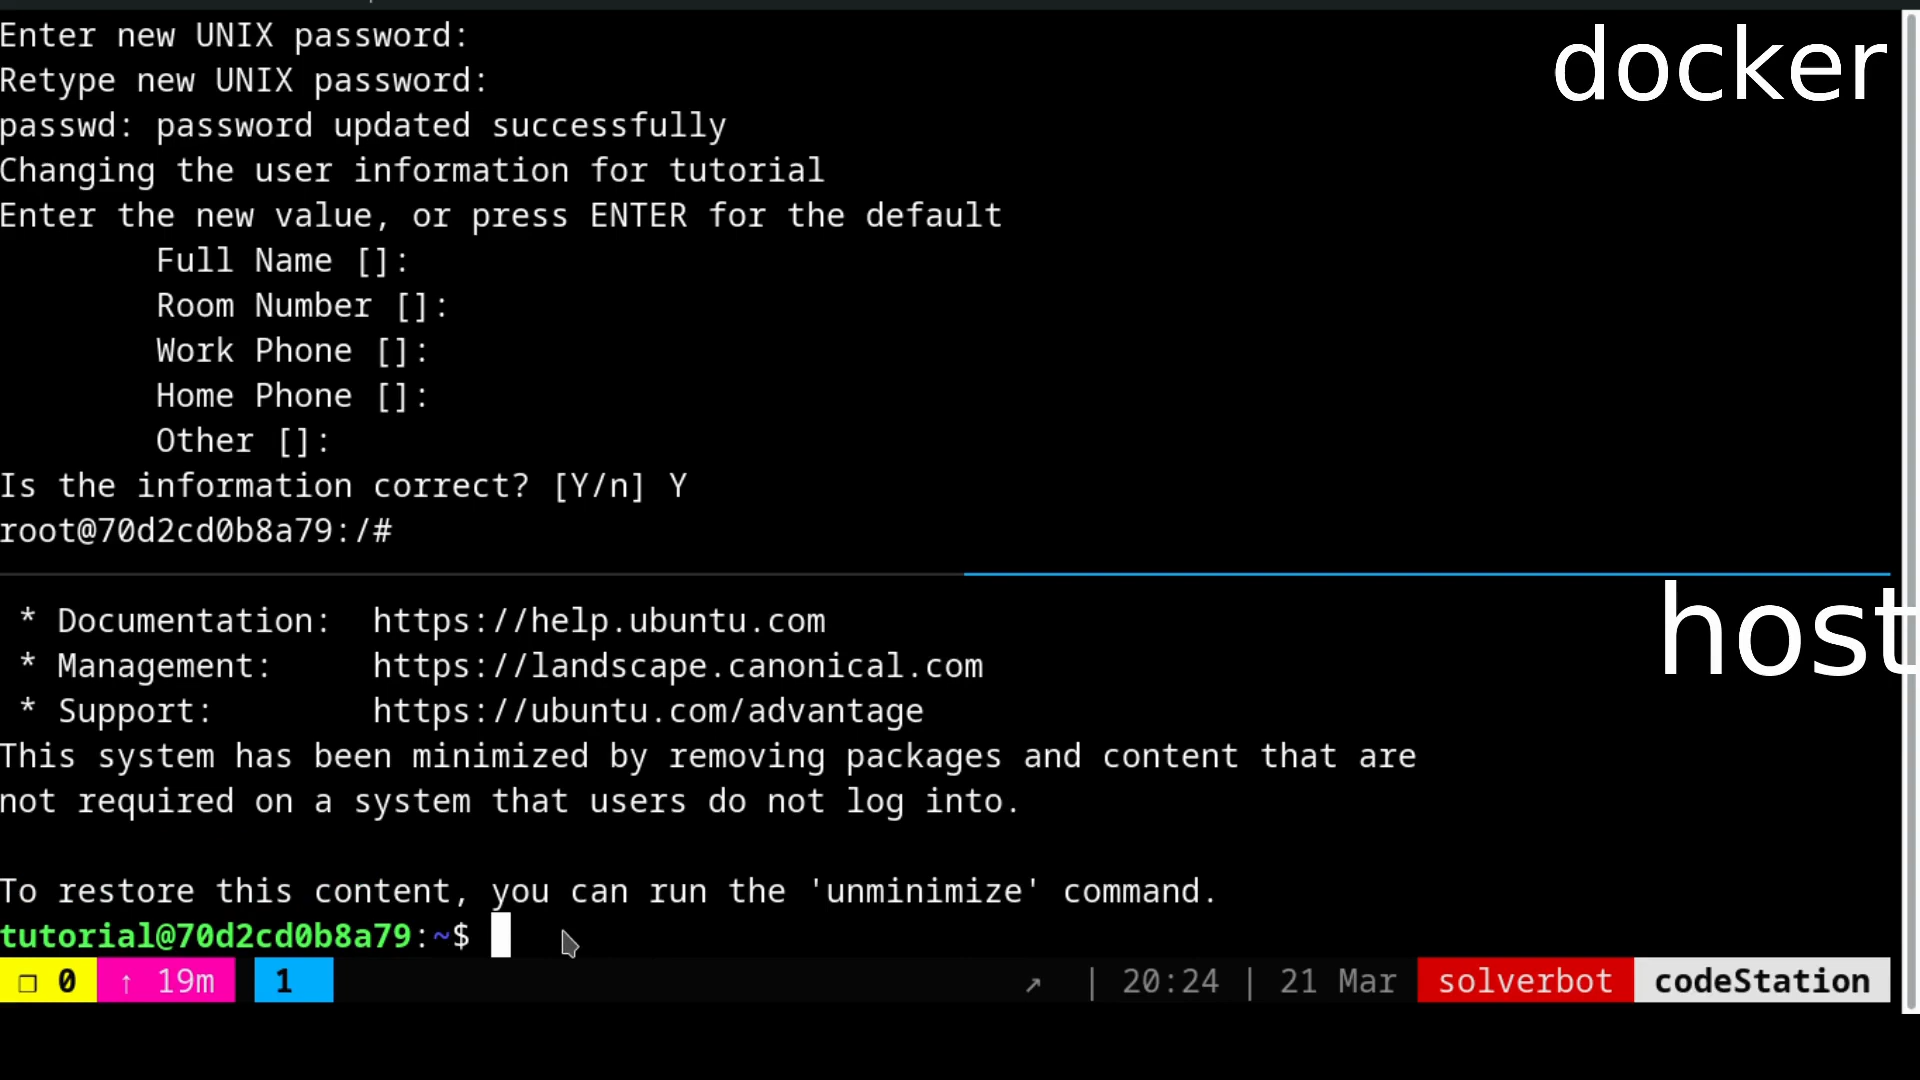 Enter new UNIX password:
docker
Retype new UNIX password:
passwd: password updated successfully
Changing the user information for tutorial
Enter the new value, or press ENTER for the default
Full Name []:
Room Number []:
Work Phone []:
Home Phone []:
Other []:
Is the information correct? [Y/n] Y
root@70d2cd0b8a79:/#
* Documentation: https://help.ubuntu.com
host
* Management: https://landscape.canonical.com
* Support: https://ubuntu.com/advantage
This system has been minimized by removing packages and content that are
not required on a system that users do not log into.
To restore this content, you can run the 'unminimize' command.
tutorial@70d2cd0b8a79:~$
❐ 0 ↑ 19m 1 ↗ | 20:24 | 21 Mar solverbot codeStation